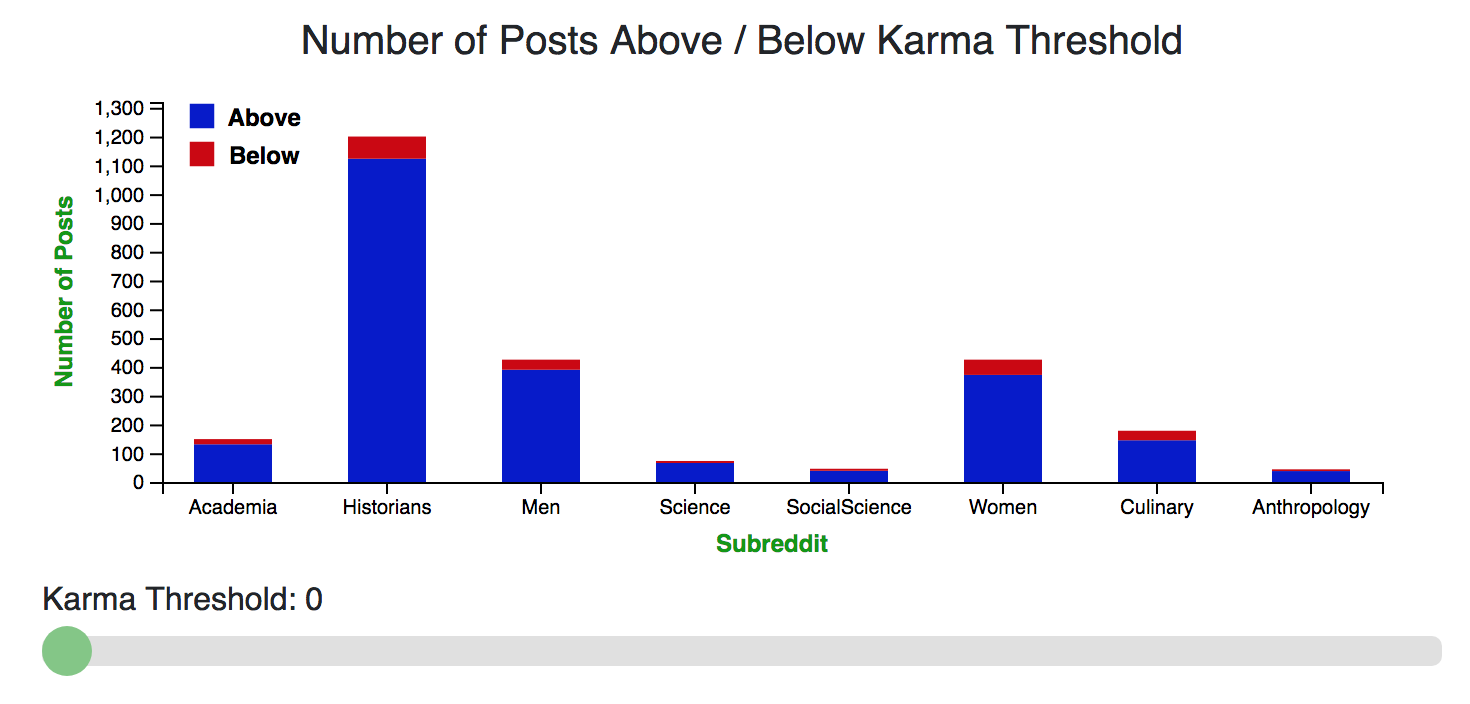 Number of Posts Above / Below Karma Threshold
1,300
1,200
1,100
1,000
900
800
700
600
500
400
300
200
100
0
Number of Posts
Above
Below
Academia Historians Men Science SocialScience Women Culinary Anthropology
Subreddit
Karma Threshold: 0